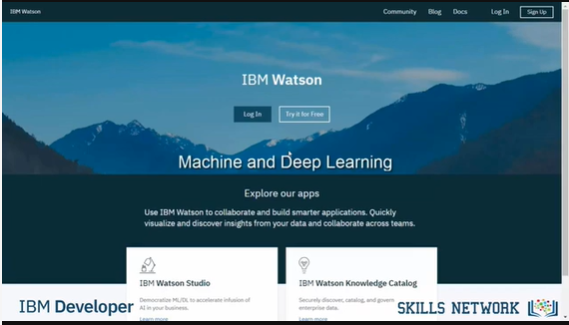 IBM Watson
Community Blog Docs Log In Sign Up
IBM Watson
Log In Try it for Free
Machine and Deep Learning
Explore our apps
Use IBM Watson to collaborate and build smarter applications. Quickly
visualize and discover insights from your data and collaborate across teams.
IBM Watson Studio
Democratize ML/DL to accelerate infusion of
AI in your business.
Learn more
IBM Watson Knowledge Catalog
Securely discover, catalog, and govern
enterprise data.
Learn more
IBM Developer
SKILLS NETWORK